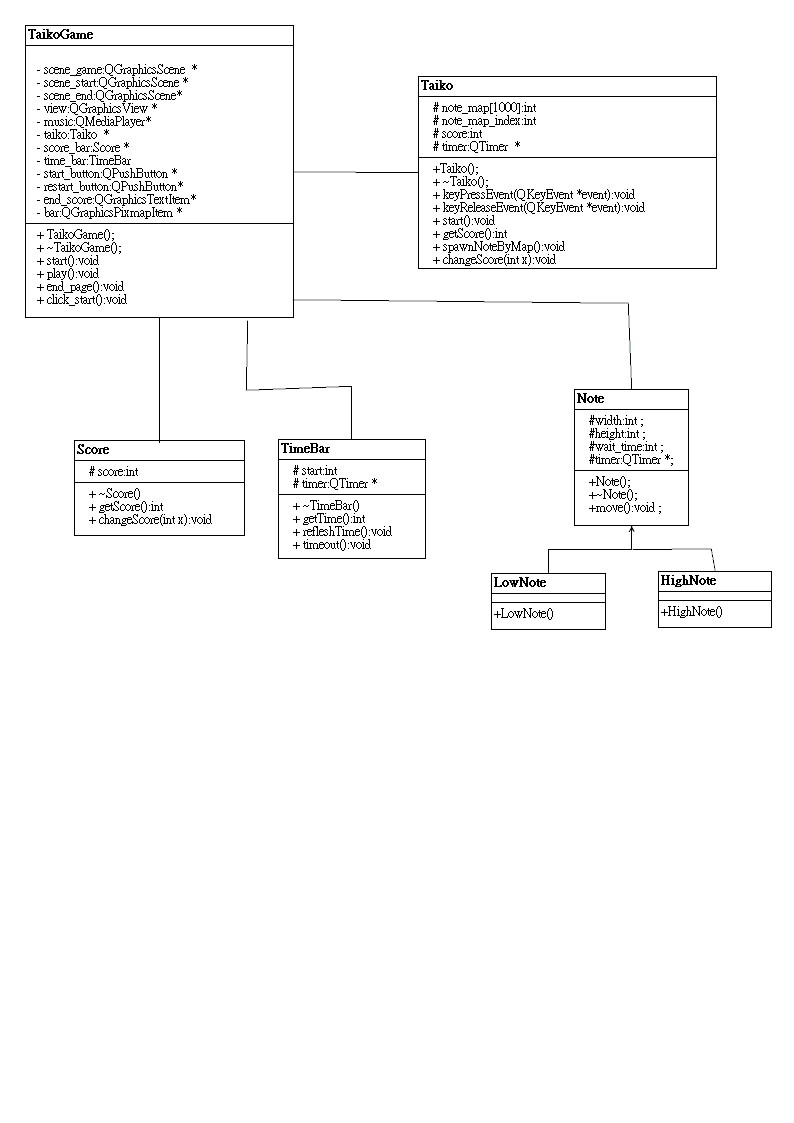 TaikoGame
- scene_game:QGraphicsScene *
- scene_start:QGraphicsScene *
- scene_end:QGraphicsScene*
- view:QGraphicsView *
- music:QMediaPlayer*
- taiko:Taiko *
- score_bar:Score *
- time_bar:TimeBar
- start_button:QPushButton *
- restart_button:QPushButton*
- end_score:QGraphicsTextItem*
- bar:QGraphicsPixmapItem *
+ TaikoGame();
+ ~TaikoGame();
+ start():void
+ play():void
+ end_page():void
+ click_start():void
Taiko
# note_map[1000]:int
# note_map_index:int
# score:int
# timer:QTimer *
+Taiko();
+ ~Taiko();
+ keyPressEvent(QKeyEvent *event):void
+ keyReleaseEvent(QKeyEvent *event):void
+ start():void
+ getScore():int
+ spawnNoteByMap():void
+ changeScore(int x):void
Score
# score:int
+ ~Score()
+ getScore():int
+ changeScore(int x):void
TimeBar
# start:int
# timer:QTimer *
+ ~TimeBar()
+ getTime():int
+ refleshTime():void
+ timeout():void
Note
#width:int ;
#height:int ;
#wait_time:int ;
#timer:QTimer *;
+Note();
+~Note();
+move():void ;
LowNote
+LowNote()
HighNote
+HighNote()